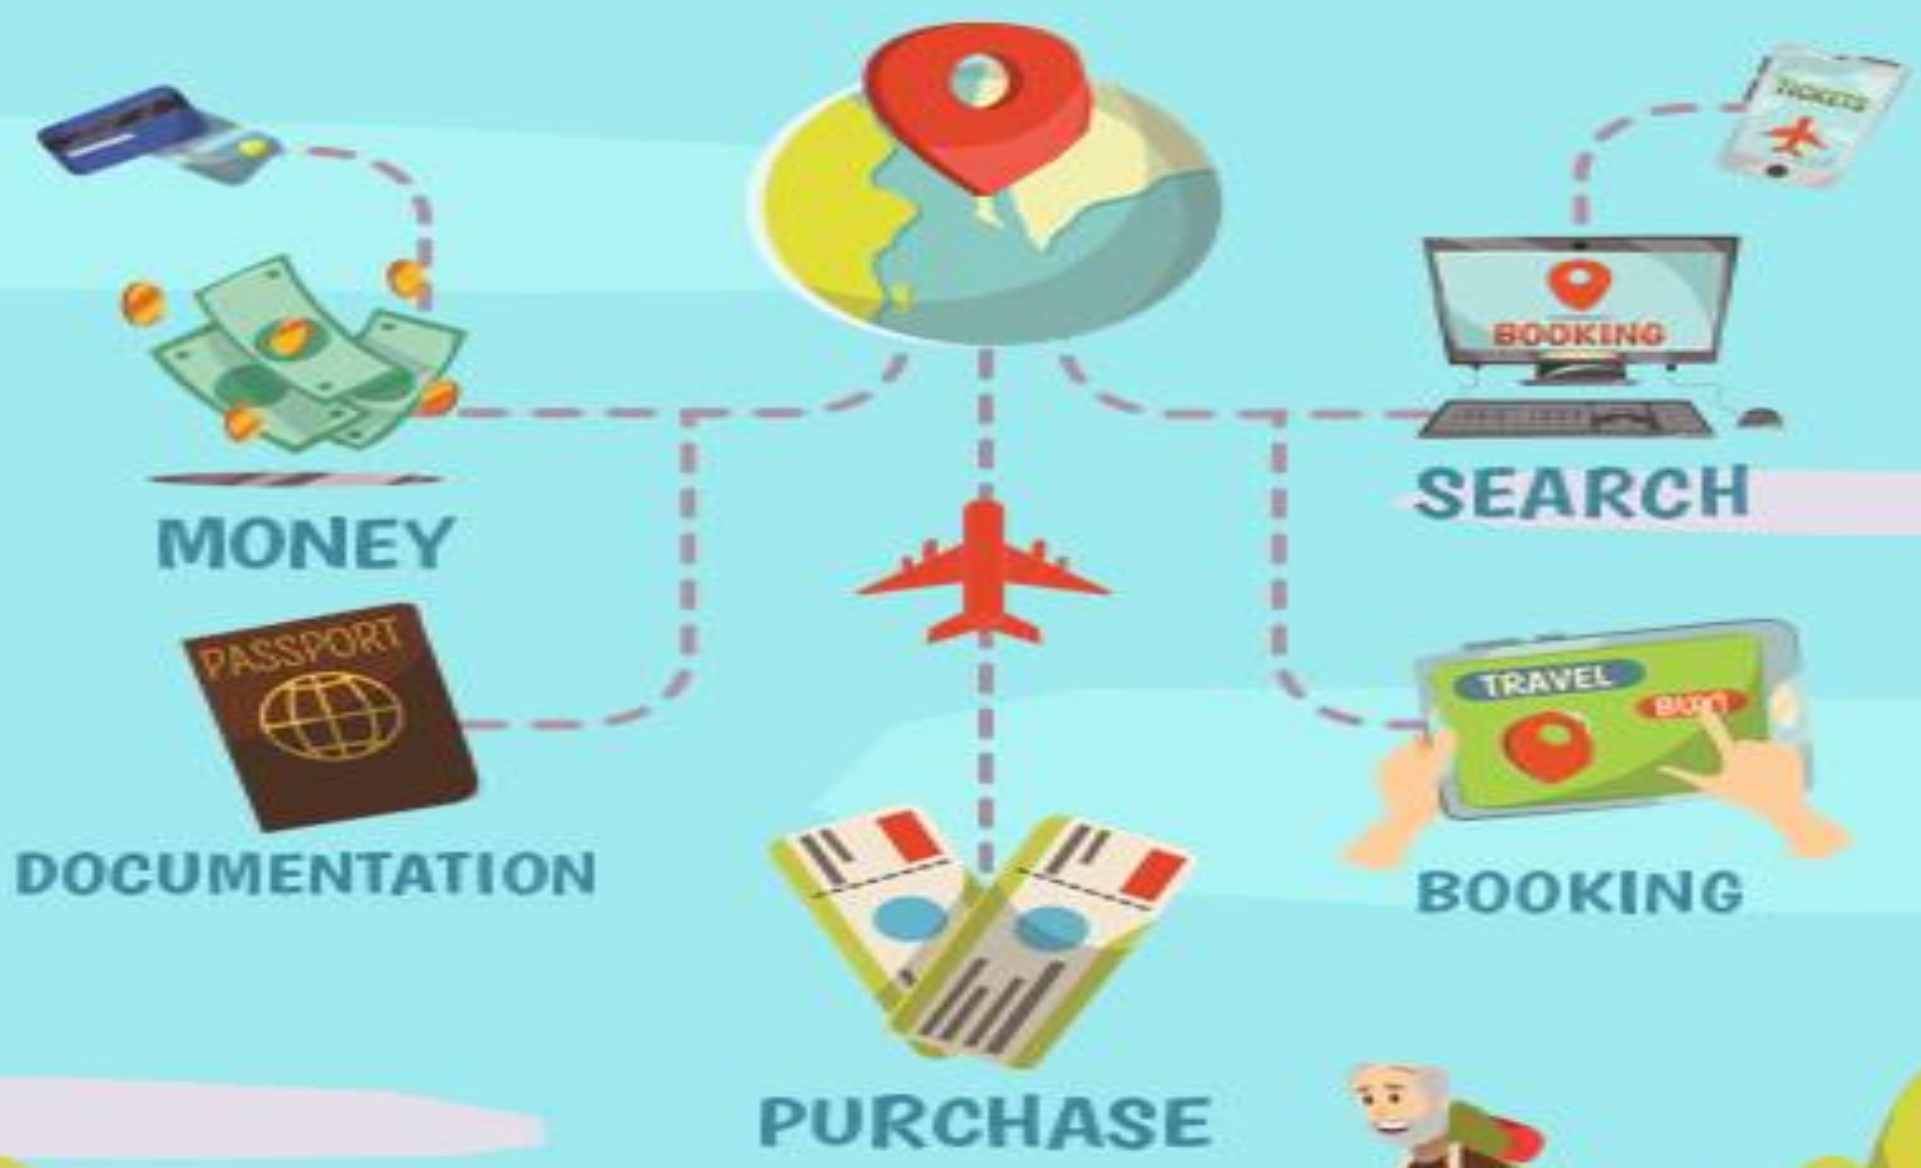 TICKETS
BOOKING
SEARCH
MONEY
PASSPORT
TRAVEL
DOCUMENTATION
BOOKING
PURCHASE